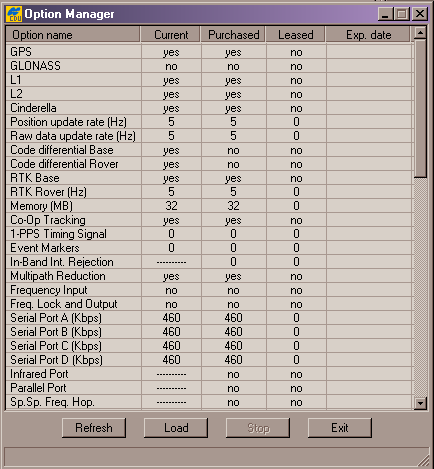 EDU Option Manager
Option name Current Purchased Leased Exp. date
GPS yes yes no
GLONASS no no no
L1 yes yes no
L2 yes yes no
Cinderella yes yes no
Position update rate (Hz) 5 5 0
Raw data update rate (Hz) 5 5 0
Code differential Base yes no no
Code differential Rover yes no no
RTK Base yes yes no
RTK Rover (Hz) 5 5 0
Memory (MB) 32 32 0
Co-Op Tracking yes yes no
1-PPS Timing Signal 0 0 0
Event Markers 0 0 0
In-Band Int. Rejection ---------- 0 0
Multipath Reduction yes yes no
Frequency Input no no no
Freq. Lock and Output no no no
Serial Port A (Kbps) 460 460 0
Serial Port B (Kbps) 460 460 0
Serial Port C (Kbps) 460 460 0
Serial Port D (Kbps) 460 460 0
Infrared Port ---------- no no
Parallel Port ---------- no no
Sp.Sp. Freq. Hop. ---------- no no
Refresh Load Stop Exit